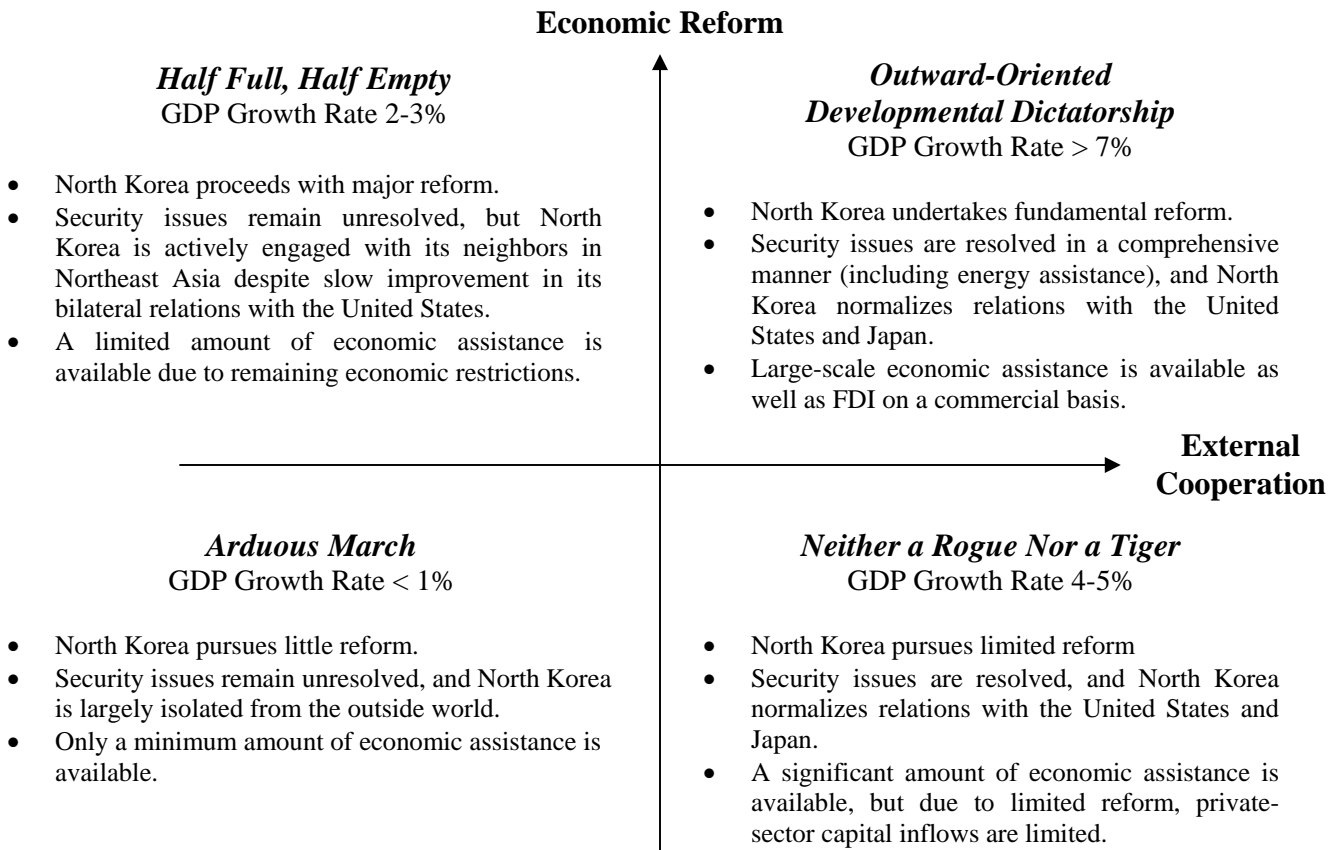 Economic Reform
Half Full, Half Empty
GDP Growth Rate 2-3%
• North Korea proceeds with major reform.
• Security issues remain unresolved, but North
Korea is actively engaged with its neighbors in
Northeast Asia despite slow improvement in its
bilateral relations with the United States.
• A limited amount of economic assistance is
available due to remaining economic restrictions.
Outward-Oriented
Developmental Dictatorship
GDP Growth Rate > 7%
• North Korea undertakes fundamental reform.
• Security issues are resolved in a comprehensive
manner (including energy assistance), and North
Korea normalizes relations with the United
States and Japan.
• Large-scale economic assistance is available as
well as FDI on a commercial basis.
External
Cooperation
Arduous March
GDP Growth Rate < 1%
• North Korea pursues little reform.
• Security issues remain unresolved, and North Korea
is largely isolated from the outside world.
• Only a minimum amount of economic assistance is
available.
Neither a Rogue Nor a Tiger
GDP Growth Rate 4-5%
• North Korea pursues limited reform
• Security issues are resolved, and North Korea
normalizes relations with the United States and
Japan.
• A significant amount of economic assistance is
available, but due to limited reform, private-
sector capital inflows are limited.